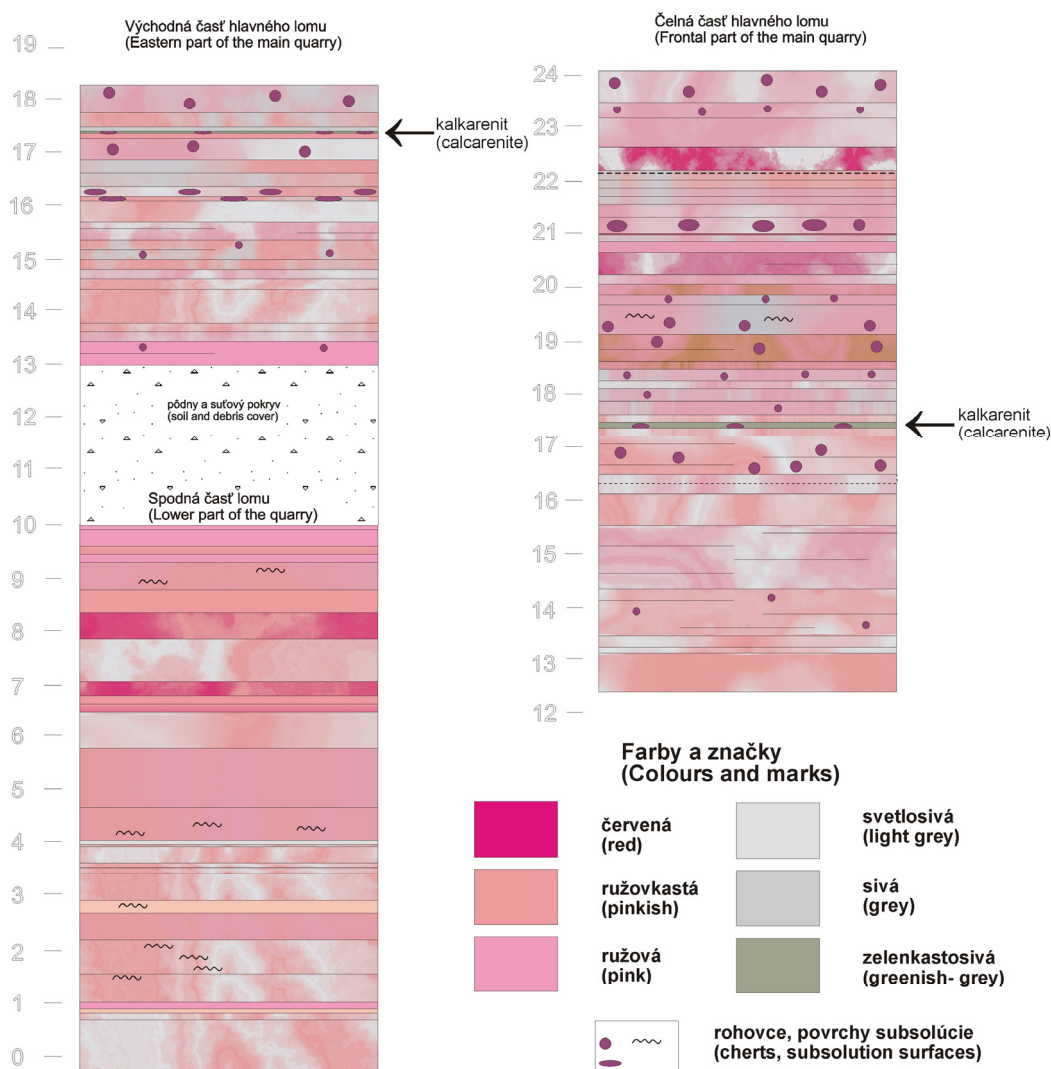 Východná časť hlavného lomu
(Eastern part of the main quarry)
19
18
17
16
15
14
13
12
11
10
9
8
7
6
5
4
3
2
1
0
kalkarenit
(calcarenite)
pôdny a suťový pokryv
(soil and debris cover)
Spodná časť lomu
(Lower part of the quarry)
Čelná časť hlavného lomu
(Frontal part of the main quarry)
24
23
22
21
20
19
18
17
16
15
14
13
12
kalkarenit
(calcarenite)
Farby a značky
(Colours and marks)
červená
(red)
ružovkastá
(pinkish)
ružová
(pink)
svetlosivá
(light grey)
sivá
(grey)
zelenkastosivá
(greenish- grey)
rohovce, povrchy subsolúcie
(cherts, subsolution surfaces)